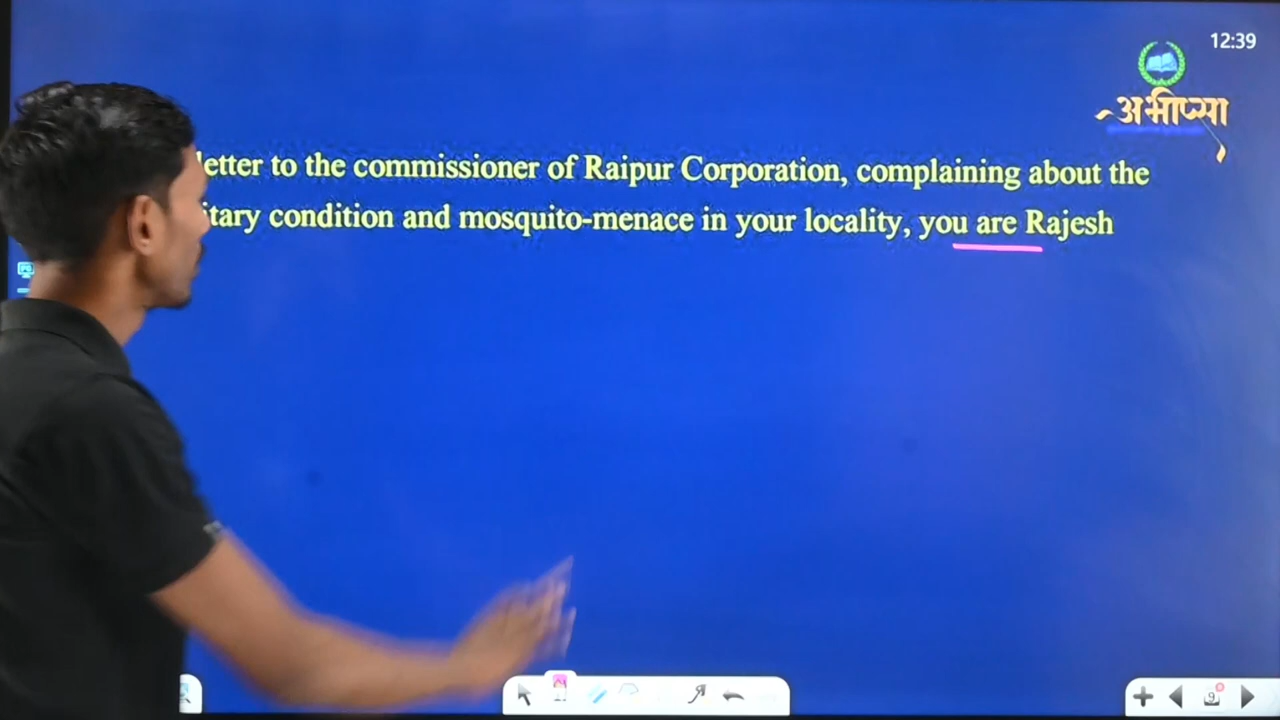 12:39
अभीप्सा
letter to the commissioner of Raipur Corporation, complaining about the
condition and mosquito-menace in your locality, you are Rajesh
9